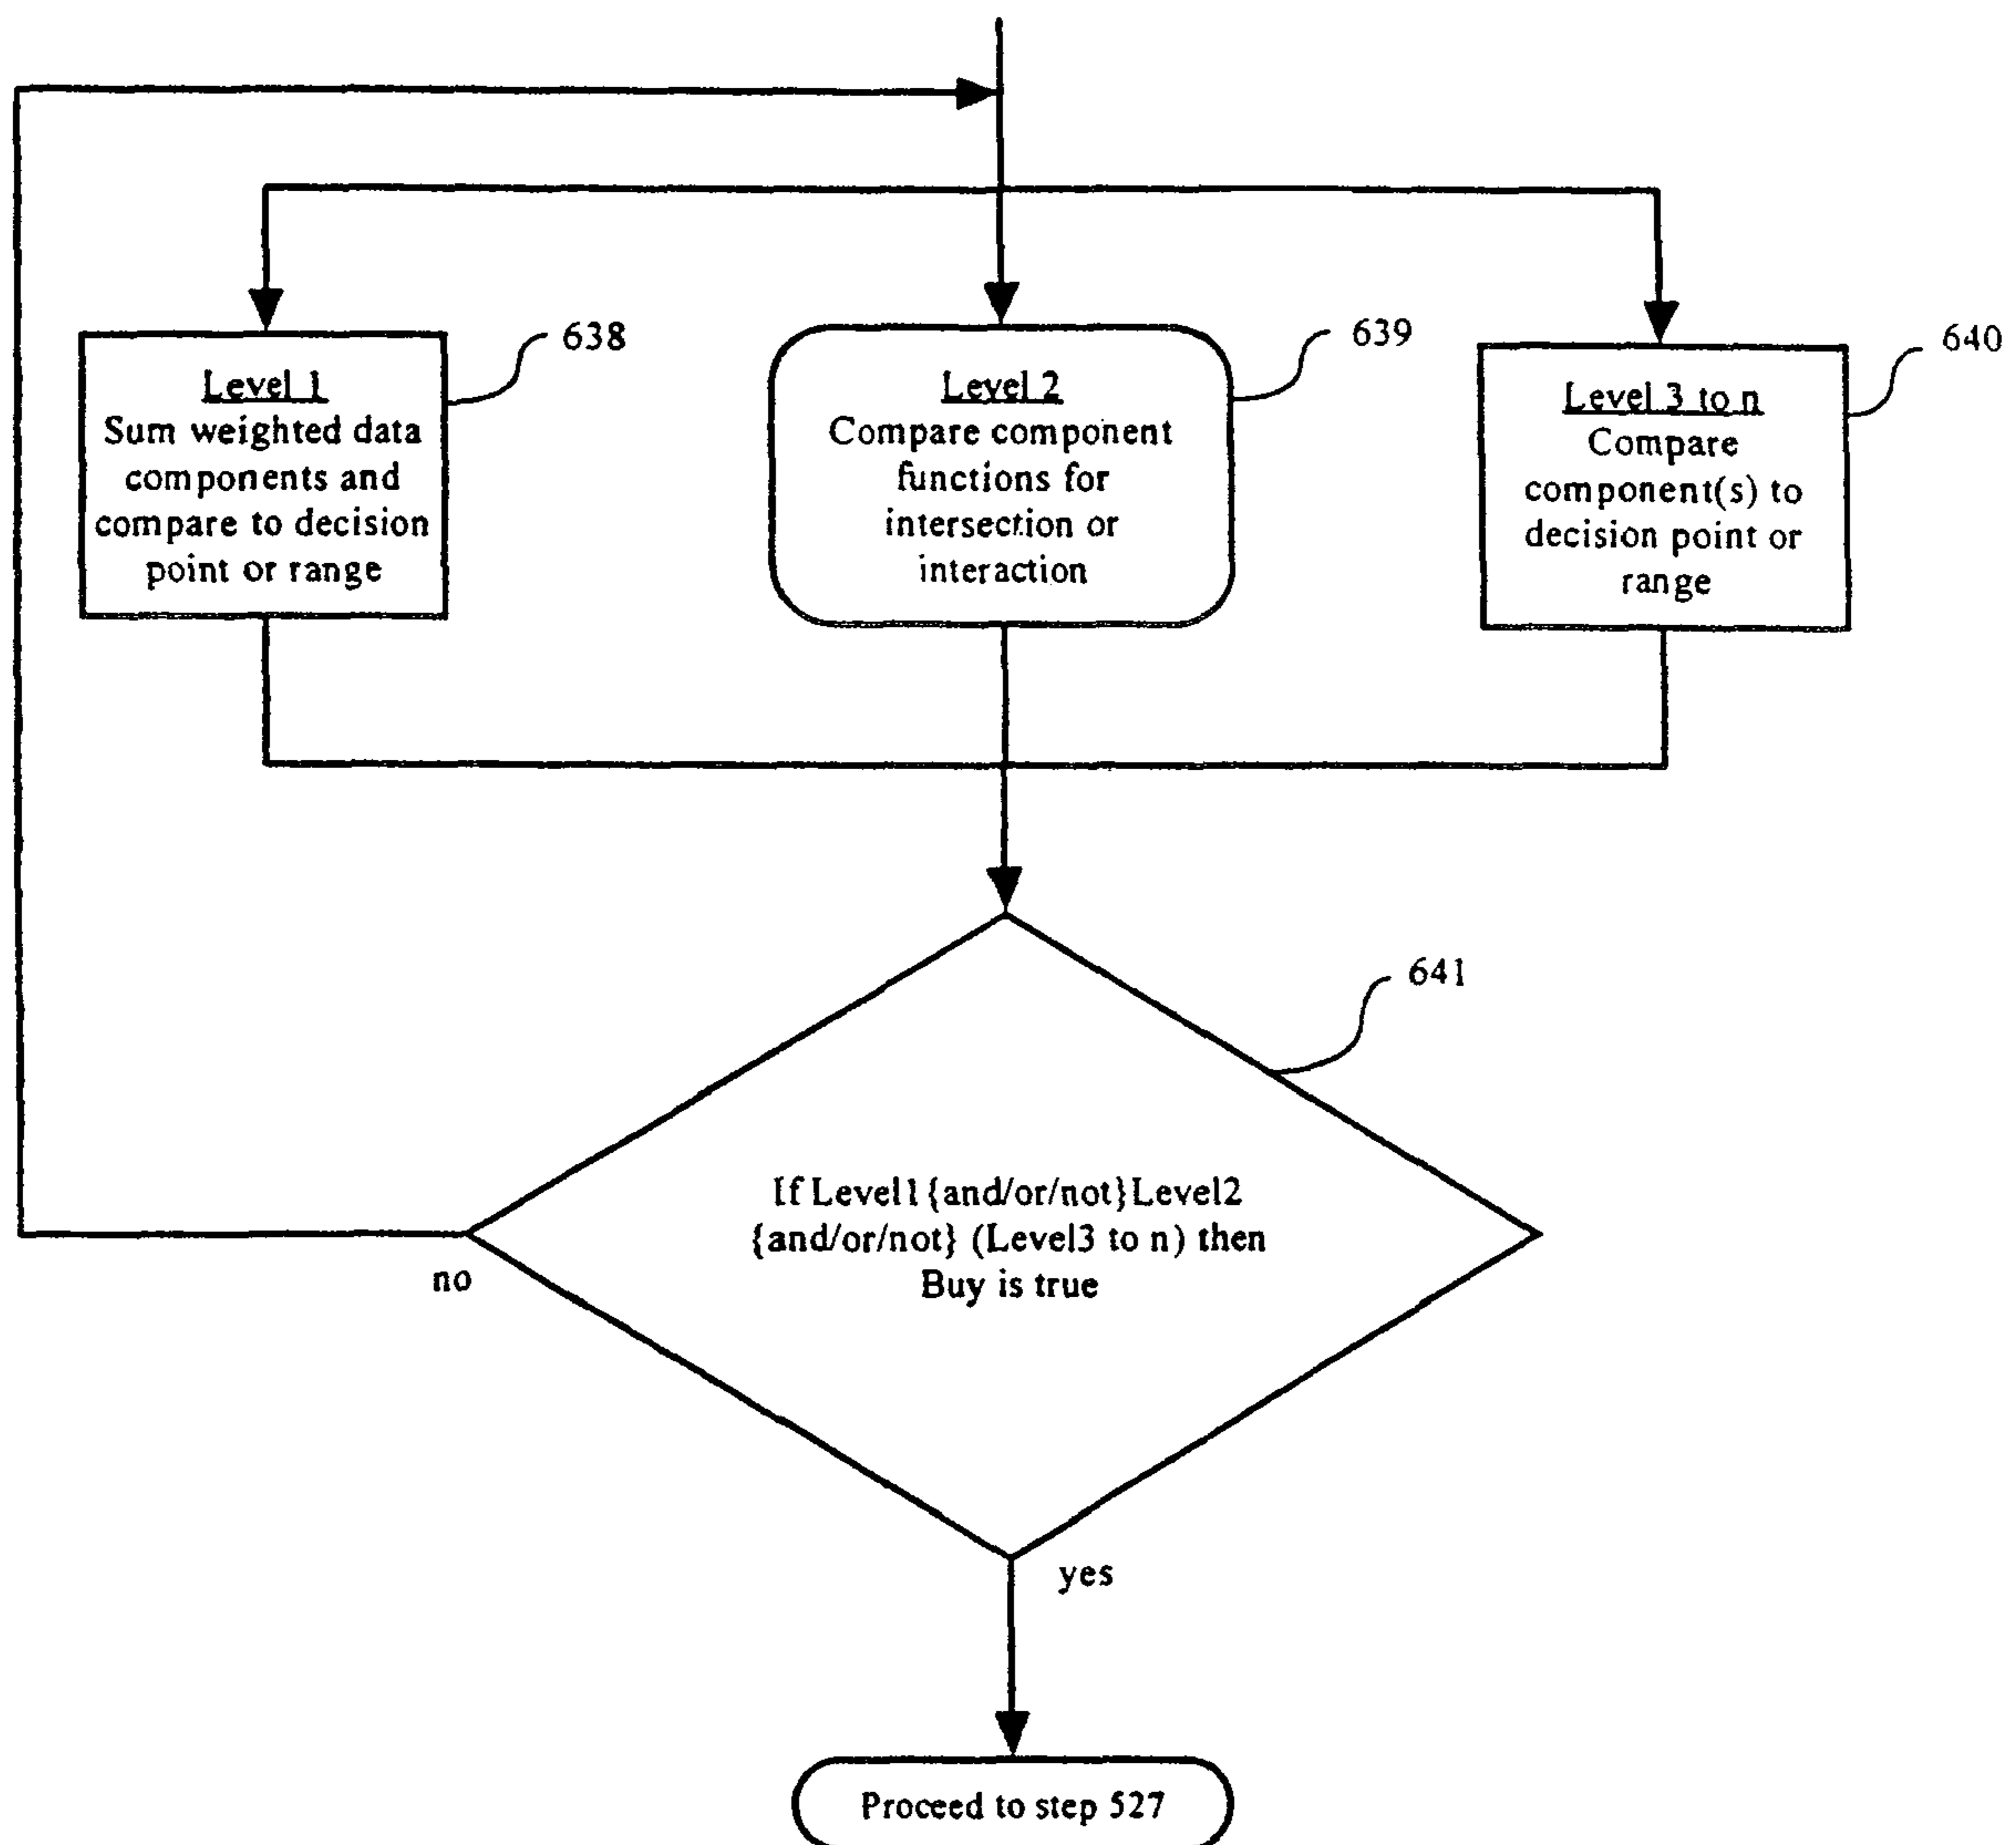 638
639
640
Level 1
Sum weighted data
components and
compare to decision
point or range
Level 2
Compare component
functions for
intersection or
interaction
Level 3 to n
Compare
component(s) to
decision point or
range
641
If Level1{and/or/not}Level2
{and/or/not} (Level3 to n) then
Buy is true
no
yes
Proceed to step 527